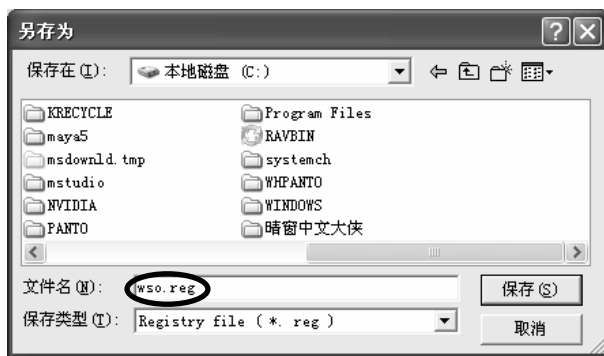 另存为
保存在(I): 本地磁盘 (C:)
KRECYCLE
maya5
msdownld.tmp
mstudio
NVIDIA
PANTO
Program Files
RAVBIN
systemch
WHPANTO
WINDOWS
晴窗中文大侠
文件名(N): wso.reg
保存(S)
保存类型(T): Registry file (*. reg )
取消